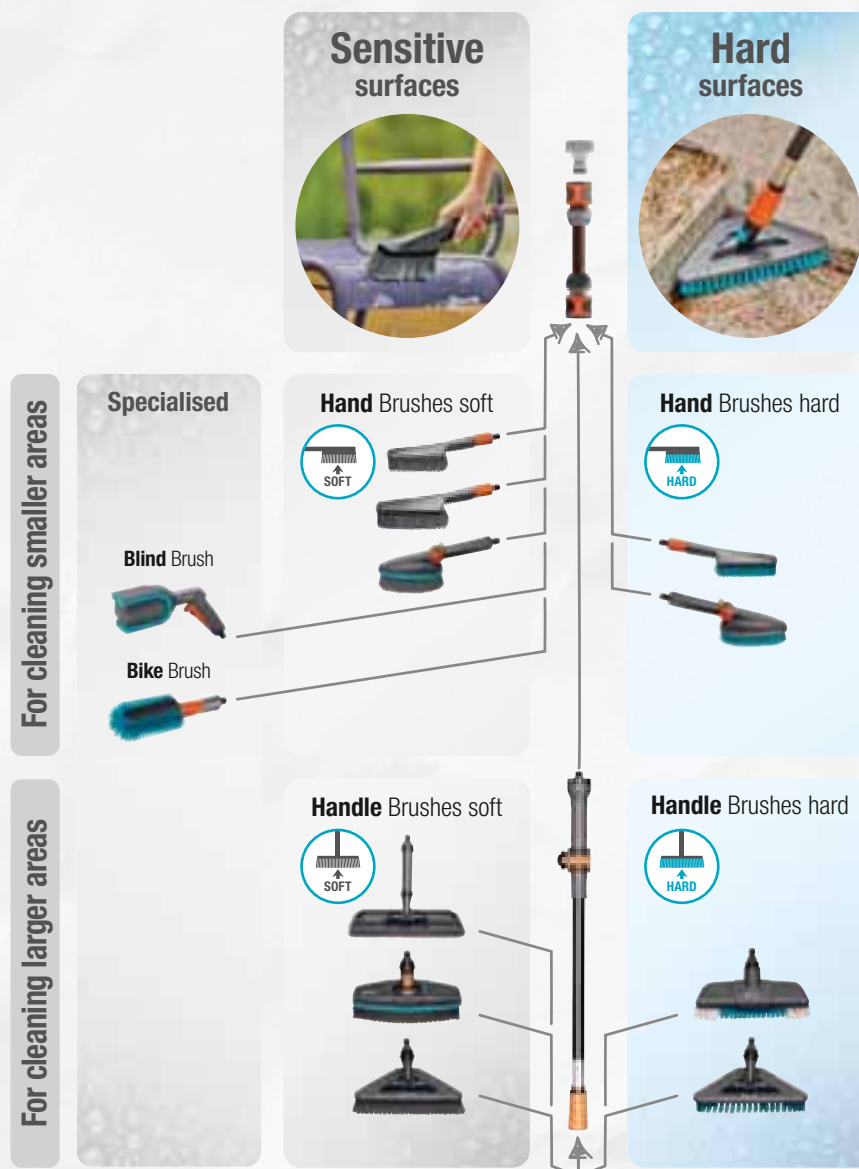 Sensitive
surfaces
Hard
surfaces
For cleaning smaller areas
Specialised
Hand Brushes soft
SOFT
Hand Brushes hard
HARD
Blind Brush
Bike Brush
For cleaning larger areas
Handle Brushes soft
SOFT
Handle Brushes hard
HARD